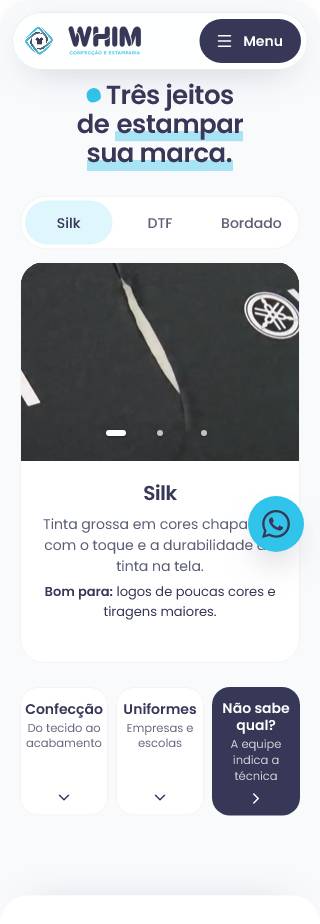 WHIM
CONFECÇÃO E ESTAMPARIA
Menu
Três jeitos
de estampar
sua marca.
Silk
DTF
Bordado
Silk
Tinta grossa em cores chapa
com o toque e a durabilidade
tinta na tela.
Bom para: logos de poucas cores e
tiragens maiores.
Confecção
Do tecido ao
acabamento
Uniformes
Empresas e
escolas
Não sabe
qual?
A equipe
indica a
técnica